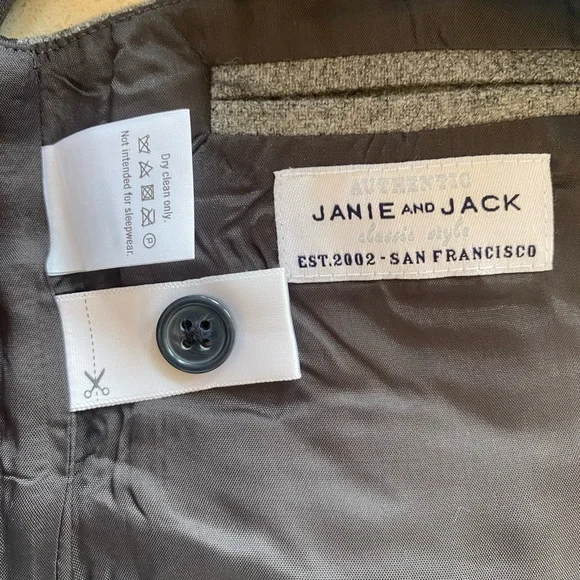 Dry clean only.
P
Not intended for sleepwear.
AUTHENTIC
JANIE AND JACK
classic style
EST.2002 - SAN FRANCISCO